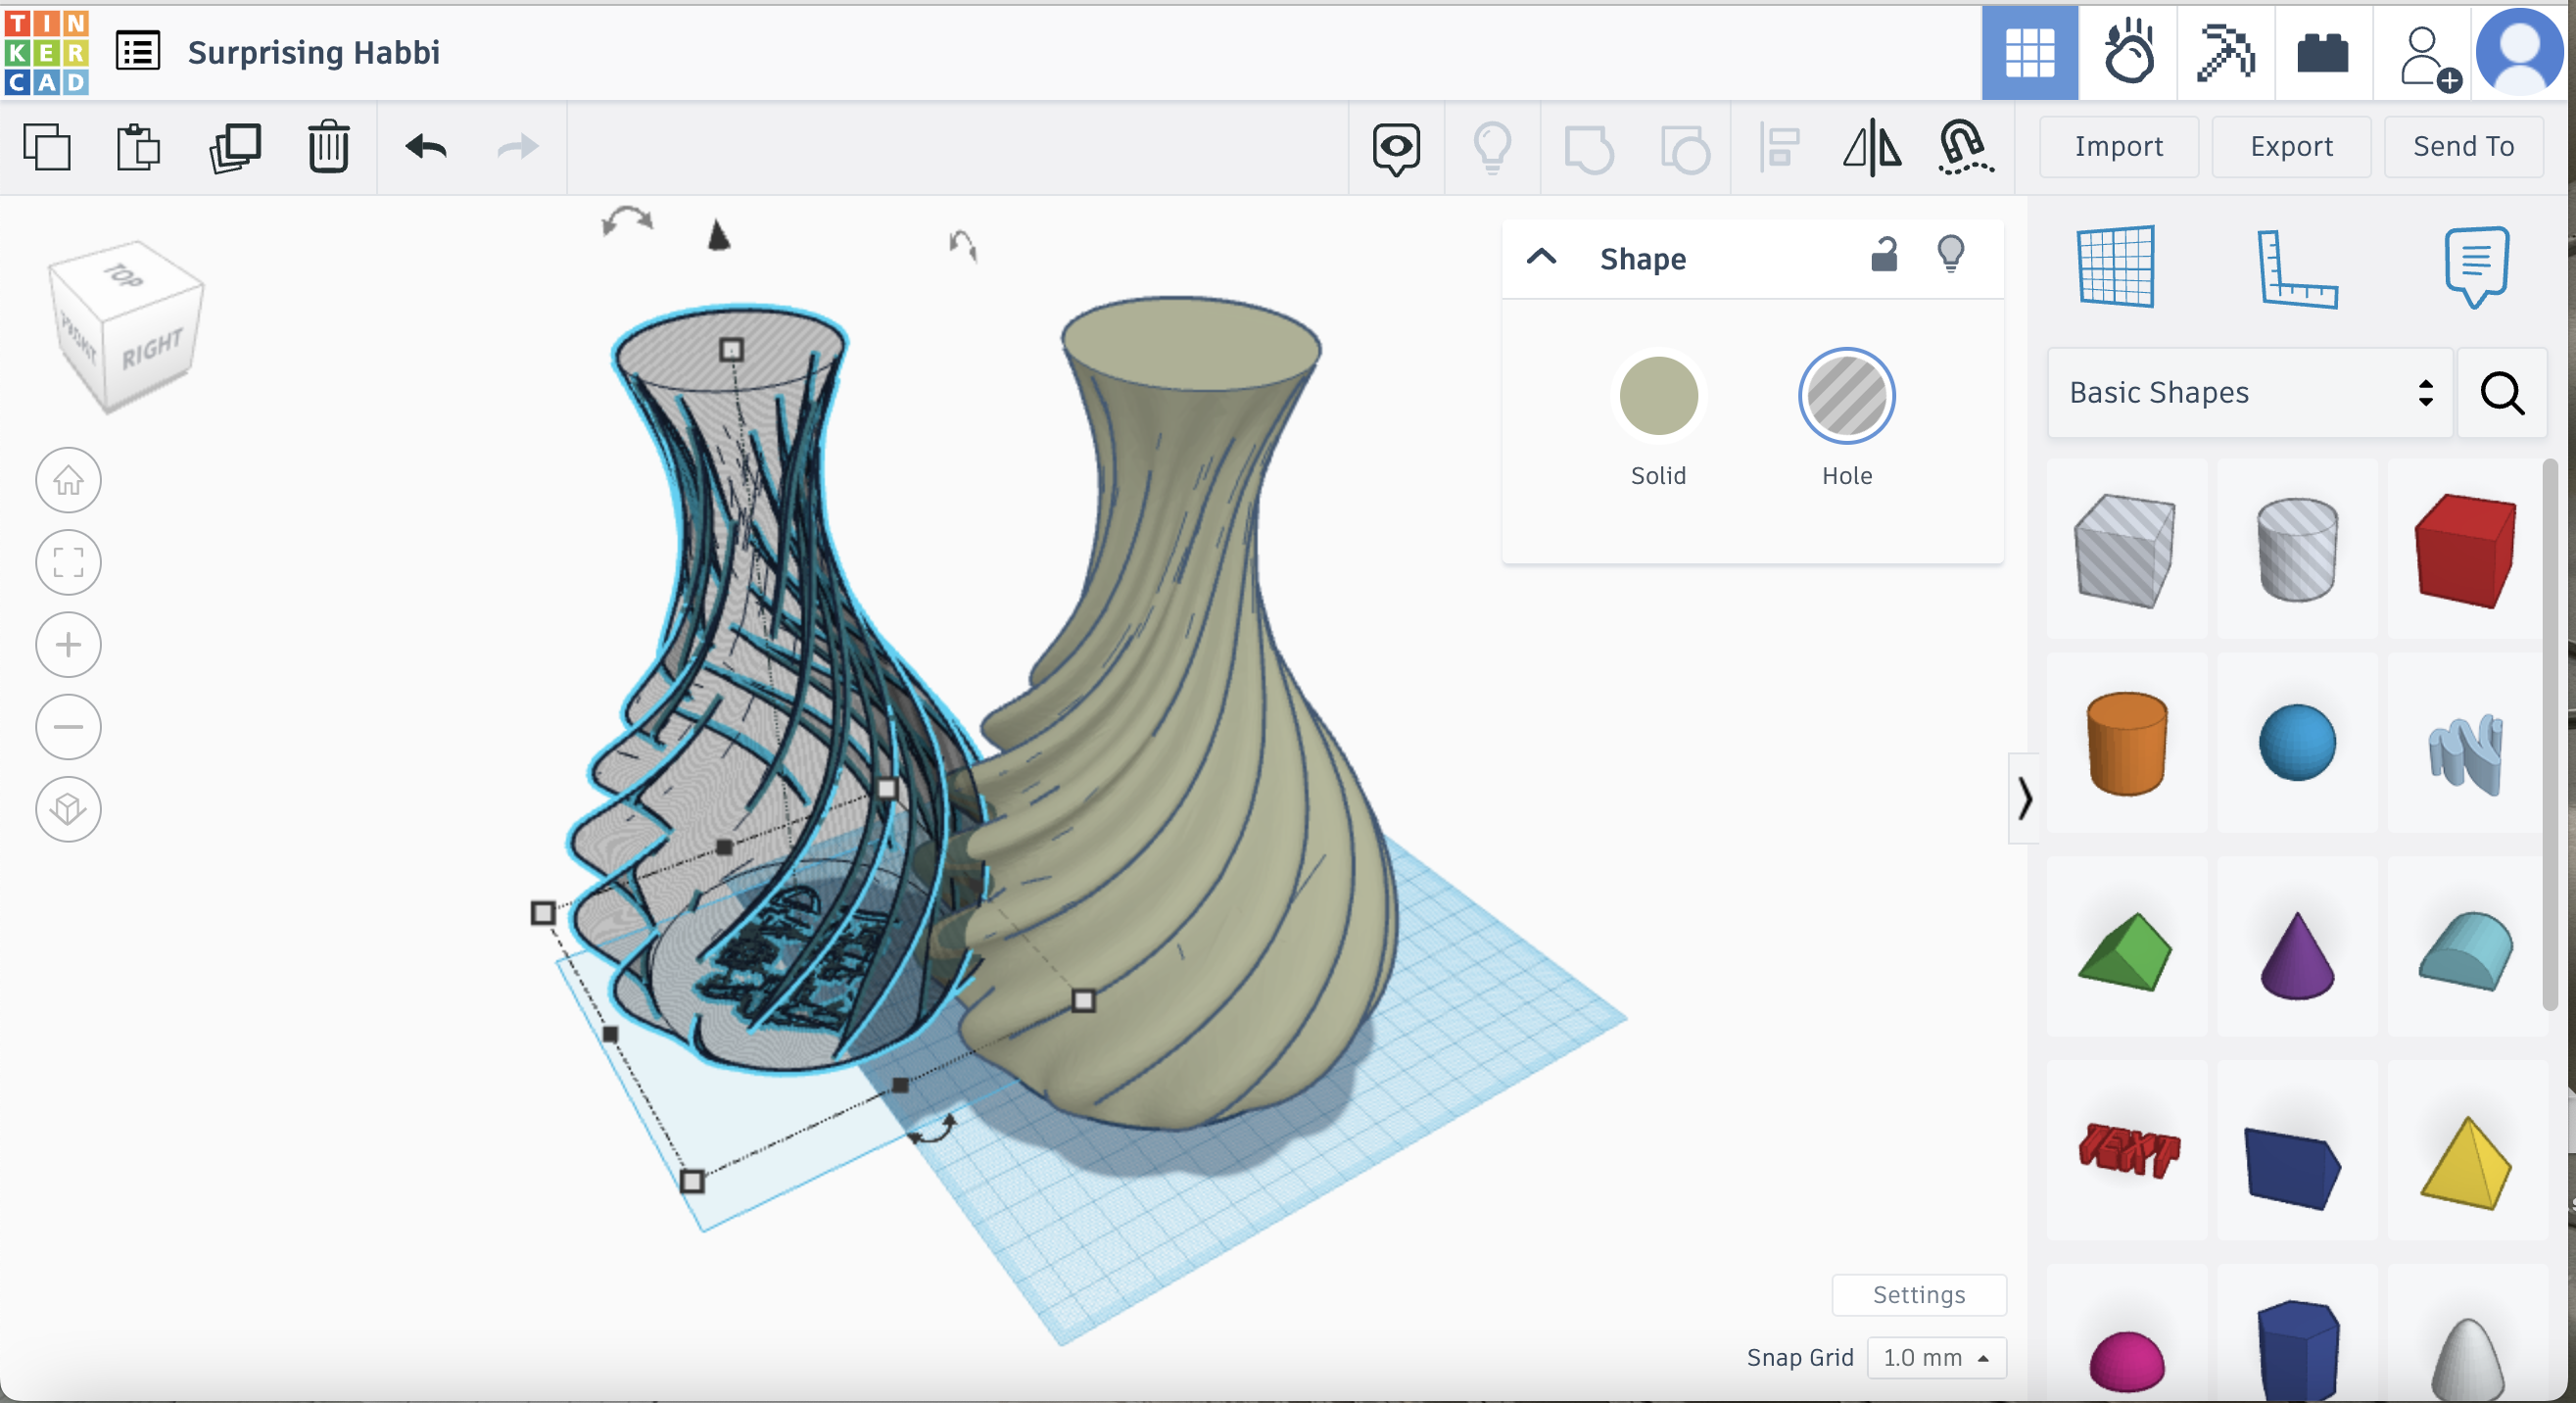 TIN
KER
CAD
Surprising Habbi
Import
Export
Send To
TOP
FRONT
RIGHT
Shape
Solid
Hole
Basic Shapes
TEXT
Settings
Snap Grid
1.0 mm